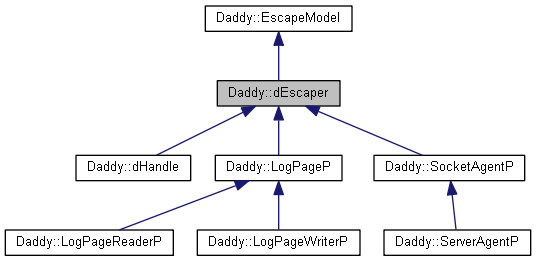 Daddy::EscapeModel
Daddy::dEscaper
Daddy::dHandle
Daddy::LogPageP
Daddy::SocketAgentP
Daddy::LogPageReaderP
Daddy::LogPageWriterP
Daddy::ServerAgentP